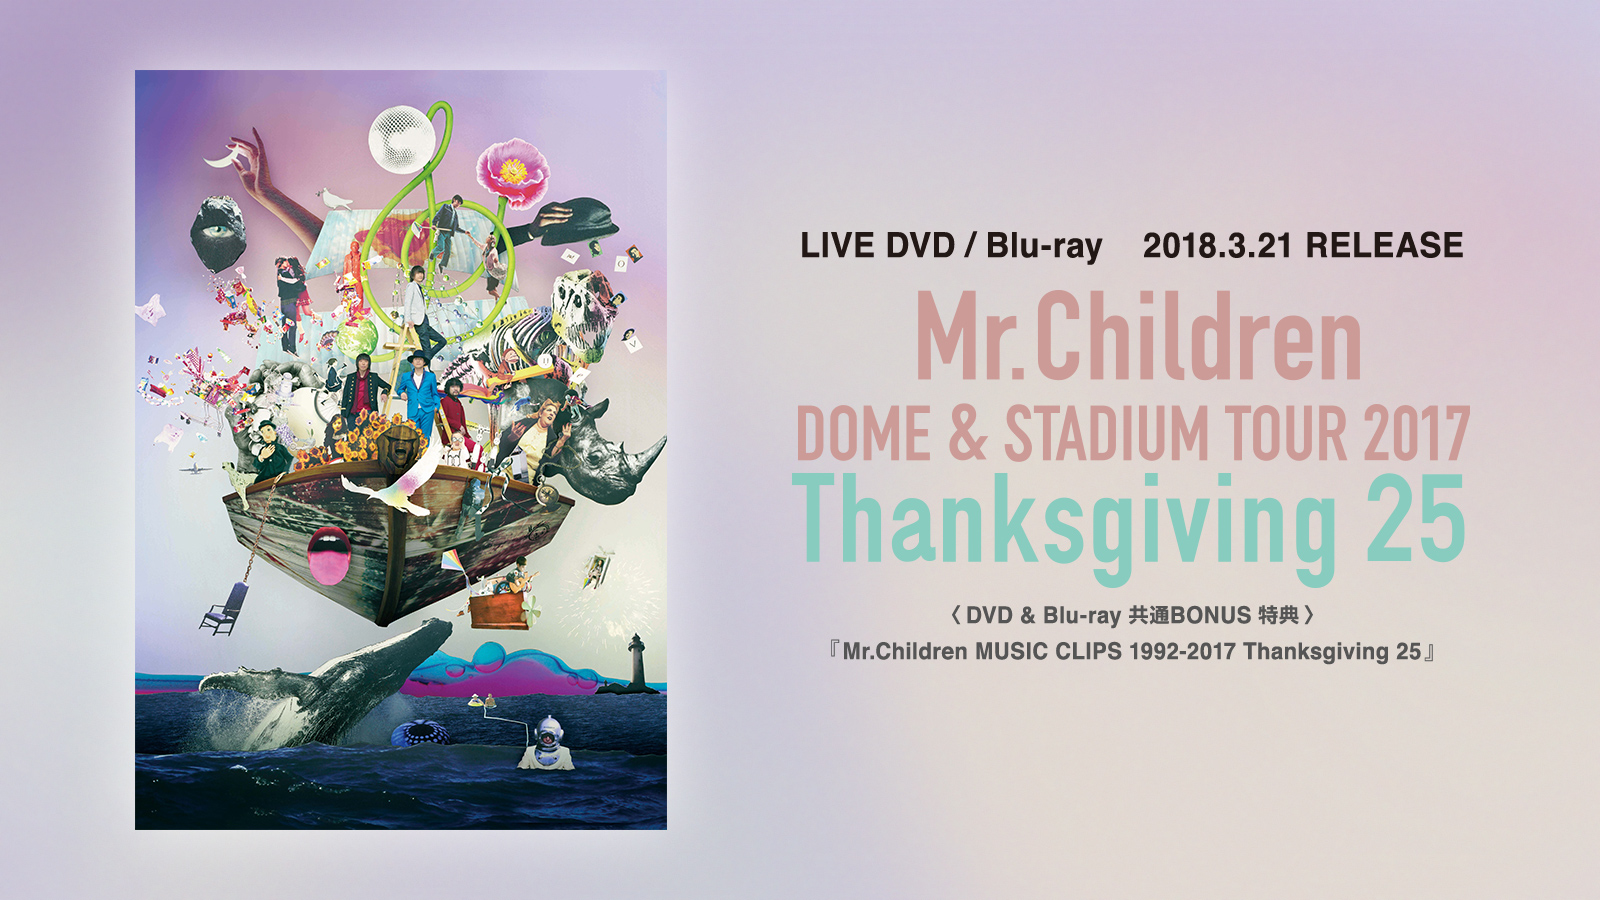 LIVE DVD / Blu-ray 2018.3.21 RELEASE
Mr.Children
DOME & STADIUM TOUR 2017
Thanksgiving 25
〈 DVD & Blu-ray 共通BONUS 特典 〉
『Mr.Children MUSIC CLIPS 1992-2017 Thanksgiving 25』